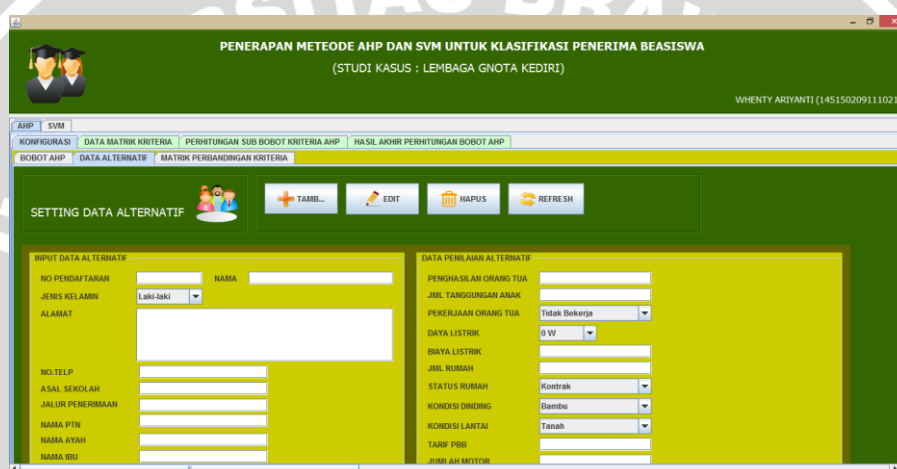 PENERAPAN METEODE AHP DAN SVM UNTUK KLASIFIKASI PENERIMA BEASISWA
(STUDI KASUS : LEMBAGA GNOTA KEDIRI)
WHENTY ARIYANTI (145150209111021
AHP SVM
KONFIGURASI DATA MATRIK KRITERIA PERHITUNGAN SUB BOBOT KRITERIA AHP HASIL AKHIR PERHITUNGAN BOBOT AHP
BOBOT AHP DATA ALTERNATIF MATRIK PERBANDINGAN KRITERIA
SETTING DATA ALTERNATIF
TAMB... EDIT HAPUS REFRESH
INPUT DATA ALTERNATIF
NO PENDAFTARAN NAMA
JENIS KELAMIN Laki-laki
ALAMAT
NO.TELP
ASAL SEKOLAH
JALUR PENERIMAAN
NAMA PTN
NAMA AYAH
NAMA IBU
DATA PENILAIAN ALTERNATIF
PENGHASILAN ORANG TUA
JML TANGGUNGAN ANAK
PEKERJAAN ORANG TUA Tidak Bekerja
DAYA LISTRIK 0 W
BIAYA LISTRIK
JML RUMAH
STATUS RUMAH Kontrak
KONDISI DINDING Bambu
KONDISI LANTAI Tanah
TARIF PBB
JUMLAH MOTOR